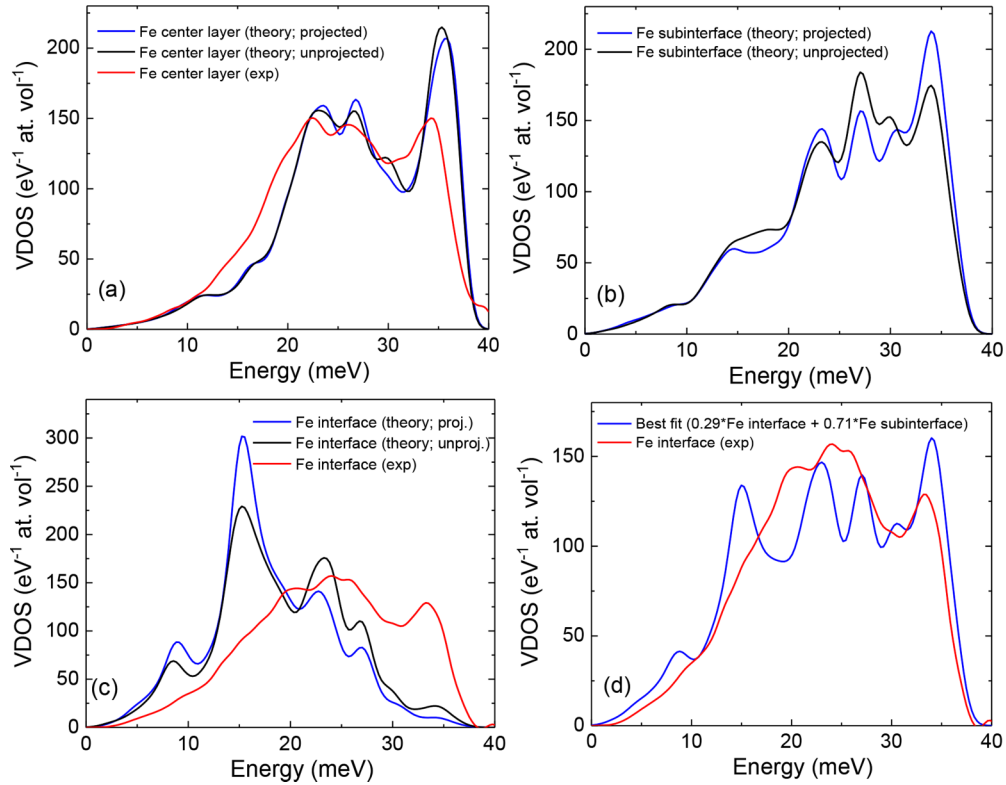 Fe center layer (theory; projected)
Fe center layer (theory; unprojected)
Fe center layer (exp)
VDOS (eV⁻¹ at. vol⁻¹)
200
150
100
50
0
(a)
0 10 20 30 40
Energy (meV)
Fe subinterface (theory; projected)
Fe subinterface (theory; unprojected)
VDOS (eV⁻¹ at. vol⁻¹)
200
150
100
50
0
(b)
0 10 20 30 40
Energy (meV)
Fe interface (theory; proj.)
Fe interface (theory; unproj.)
Fe interface (exp)
VDOS (eV⁻¹ at. vol⁻¹)
300
250
200
150
100
50
0
(c)
0 10 20 30 40
Energy (meV)
Best fit (0.29*Fe interface + 0.71*Fe subinterface)
Fe interface (exp)
VDOS (eV⁻¹ at. vol⁻¹)
150
100
50
0
(d)
0 10 20 30 40
Energy (meV)